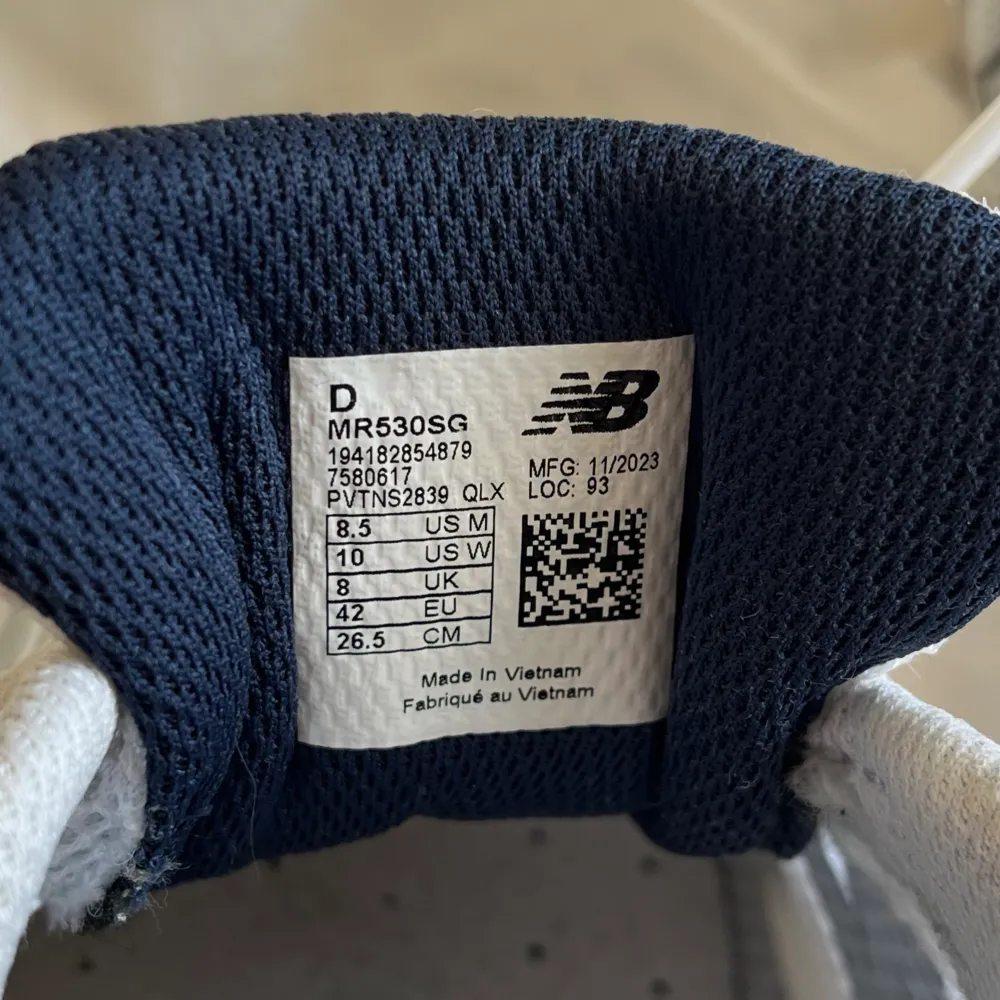 D
MR530SG
194182854879
7580617
PVTNS2839 QLX
NB
MFG: 11/2023
LOC: 93
8.5 US M
10 US W
8 UK
42 EU
26.5 CM
Made In Vietnam
Fabriqué au Vietnam